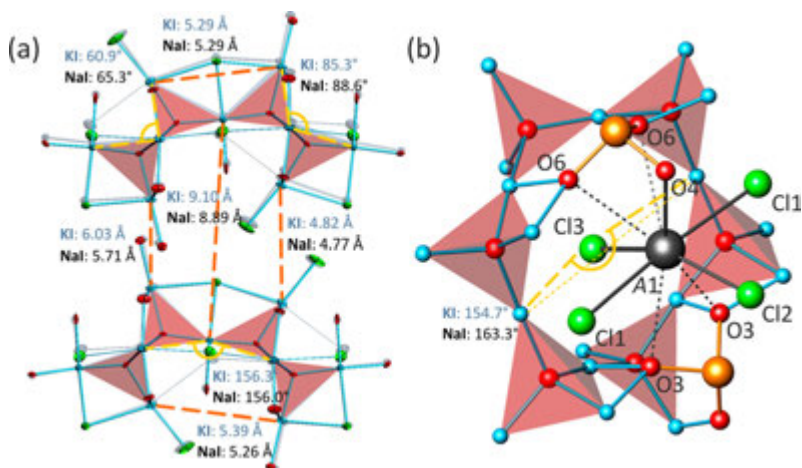 (a)
KI: 5.29 Å
NaI: 5.29 Å
KI: 60.9°
NaI: 65.3°
KI: 85.3°
NaI: 88.6°
KI: 9.10 Å
NaI: 8.89 Å
KI: 6.03 Å
NaI: 5.71 Å
KI: 4.82 Å
NaI: 4.77 Å
KI: 156.3
NaI: 156.0°
KI: 5.39 Å
NaI: 5.26 Å
(b)
O6
O6
O4
Cl1
Cl3
A1
Cl2
KI: 154.7°
NaI: 163.3°
Cl1
O3
O3